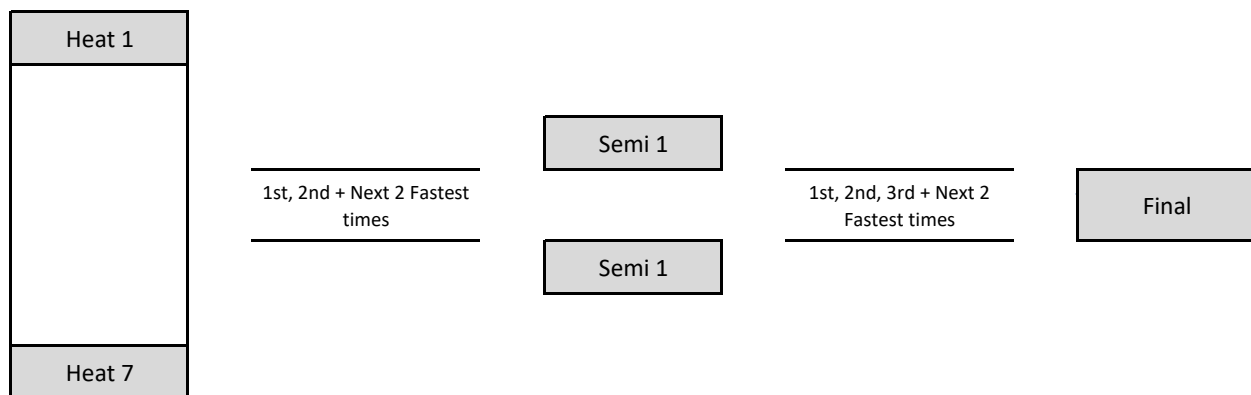 Heat 1
Semi 1
1st, 2nd + Next 2 Fastest
times
1st, 2nd, 3rd + Next 2
Fastest times
Final
Semi 1
Heat 7